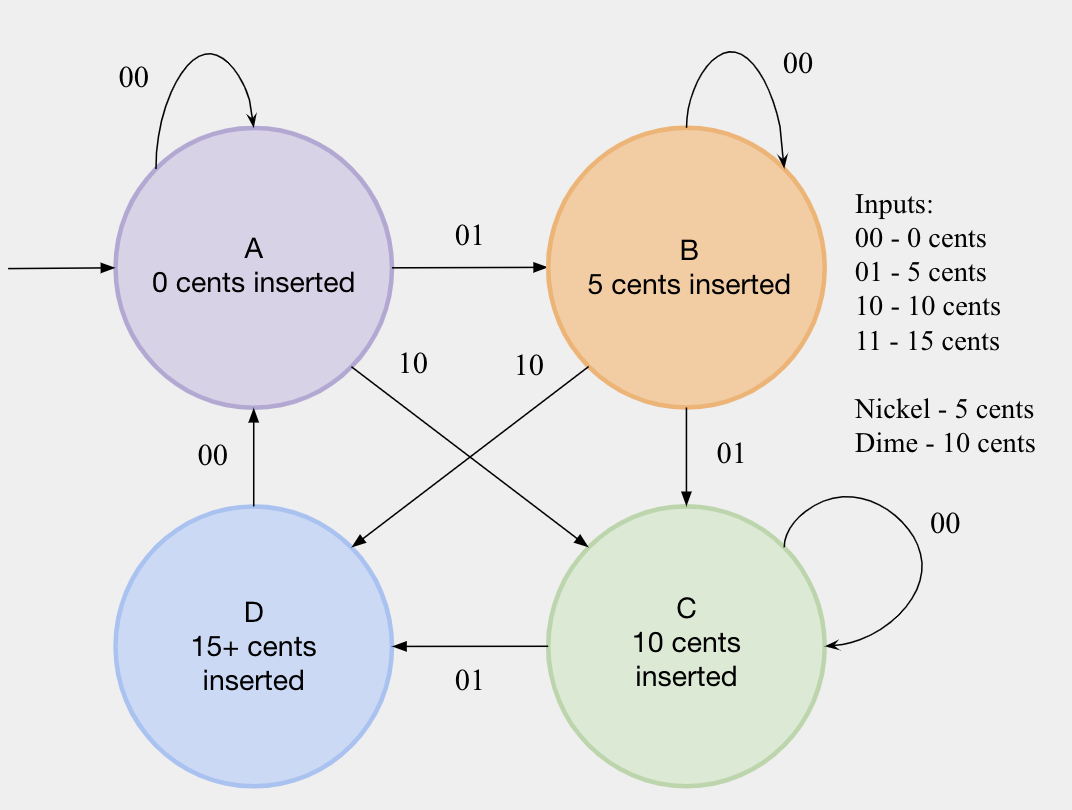 00
00
A
0 cents inserted
01
B
5 cents inserted
Inputs:
00 - 0 cents
01 - 5 cents
10 - 10 cents
11 - 15 cents
Nickel - 5 cents
Dime - 10 cents
10
10
00
01
00
D
15+ cents
inserted
01
C
10 cents
inserted